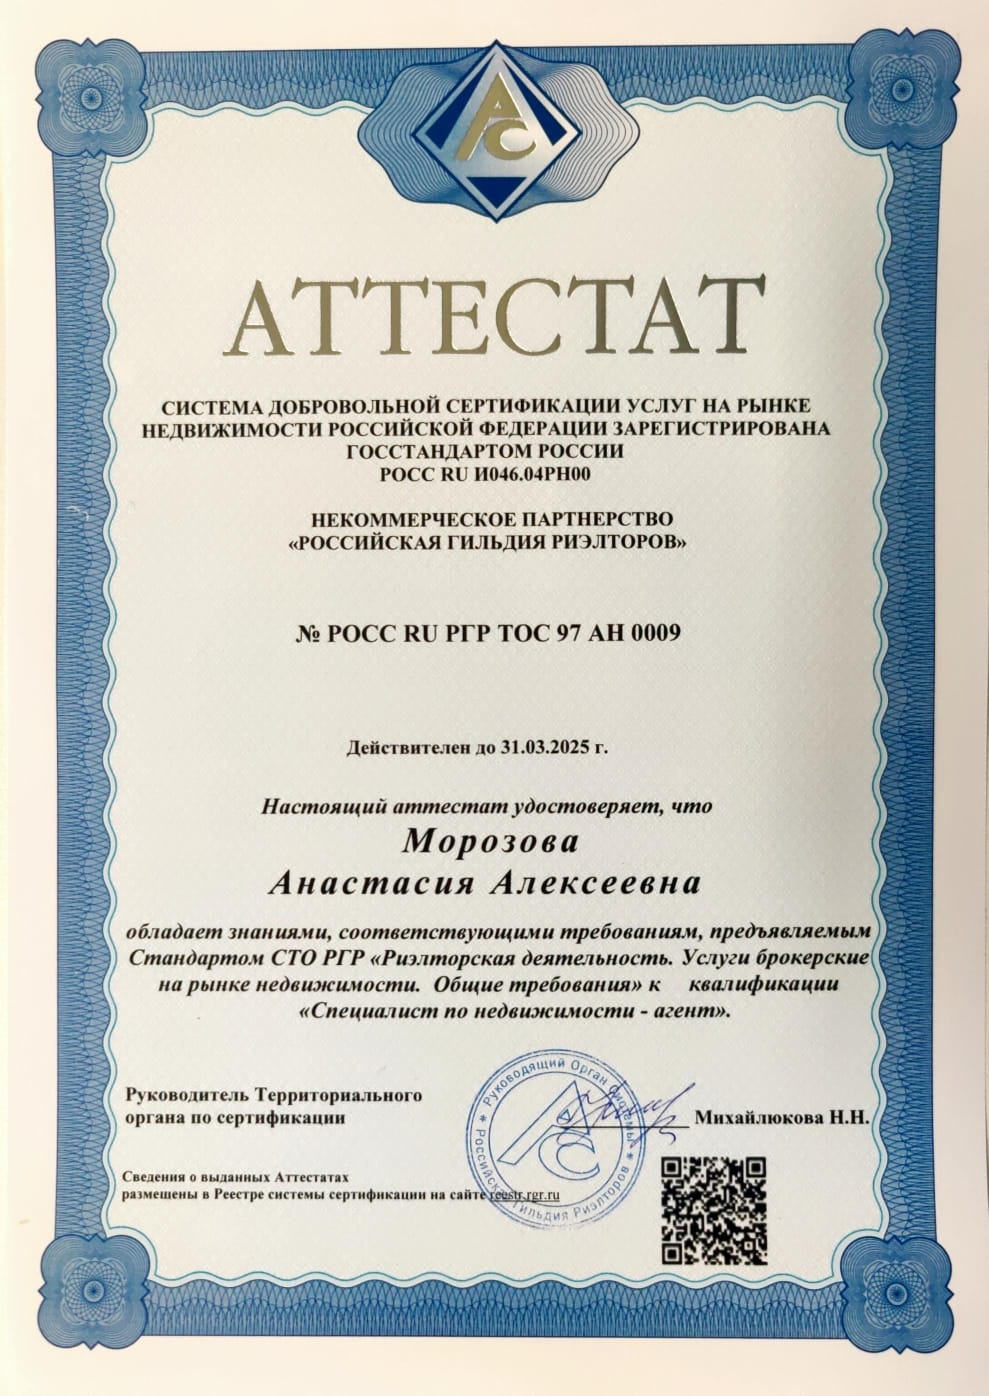 АС
АТТЕСТАТ
СИСТЕМА ДОБРОВОЛЬНОЙ СЕРТИФИКАЦИИ УСЛУГ НА РЫНКЕ
НЕДВИЖИМОСТИ РОССИЙСКОЙ ФЕДЕРАЦИИ ЗАРЕГИСТРИРОВАНА
ГОССТАНДАРТОМ РОССИИ
РОСС RU И046.04РН00
НЕКОММЕРЧЕСКОЕ ПАРТНЕРСТВО
«РОССИЙСКАЯ ГИЛЬДИЯ РИЭЛТОРОВ»
№ РОСС RU РГР ТОС 97 АН 0009
Действителен до 31.03.2025 г.
Настоящий аттестат удостоверяет, что
Морозова
Анастасия Алексеевна
обладает знаниями, соответствующими требованиям, предъявляемым
Стандартом СТО РГР «Риэлторская деятельность. Услуги брокерские
на рынке недвижимости. Общие требования» к квалификации
«Специалист по недвижимости - агент».
Руководитель Территориального
органа по сертификации
Михайлюкова Н.Н.
Руководящий Орган Системы * Российская Гильдия Риэлторов *
АС
Сведения о выданных Аттестатах
размещены в Реестре системы сертификации на сайте reestr.rgr.ru